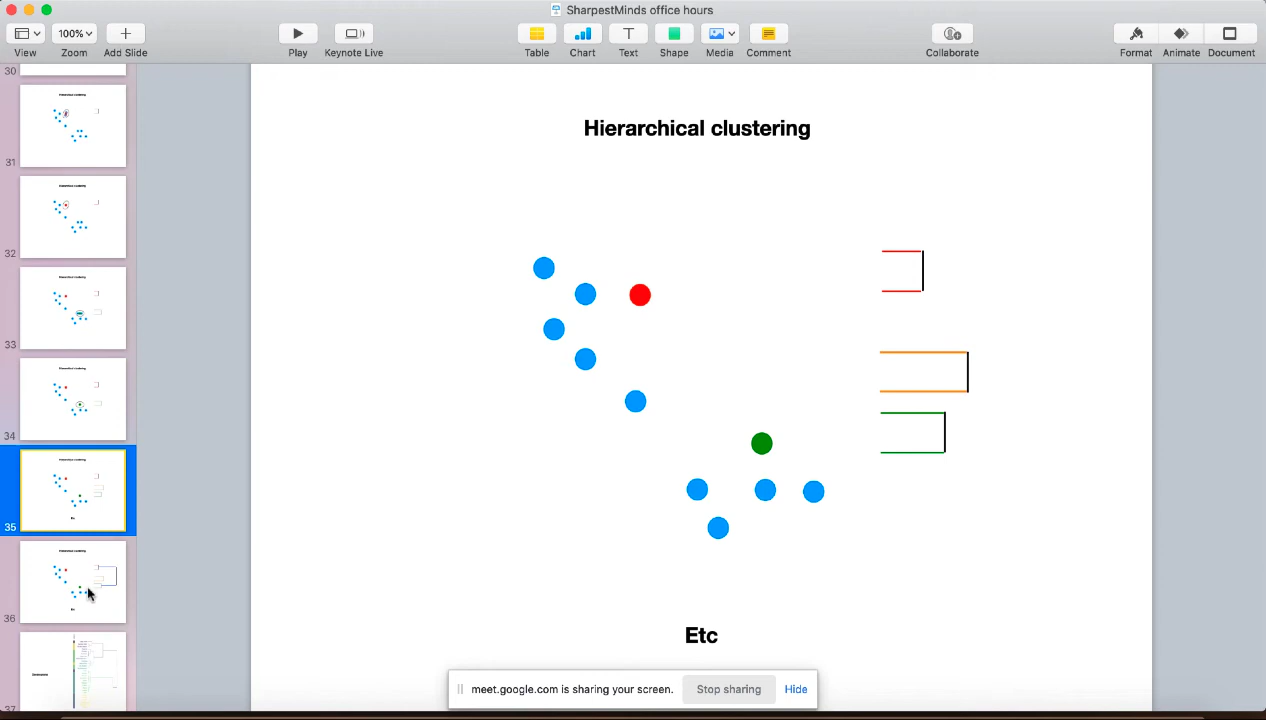 SharpestMinds office hours
100%
View
Zoom
Add Slide
Play
Keynote Live
Table
Chart
Text
Shape
Media
Comment
Collaborate
Format
Animate
Document
30
31
32
33
34
35
36
37
Hierarchical clustering
Etc
meet.google.com is sharing your screen.
Stop sharing
Hide